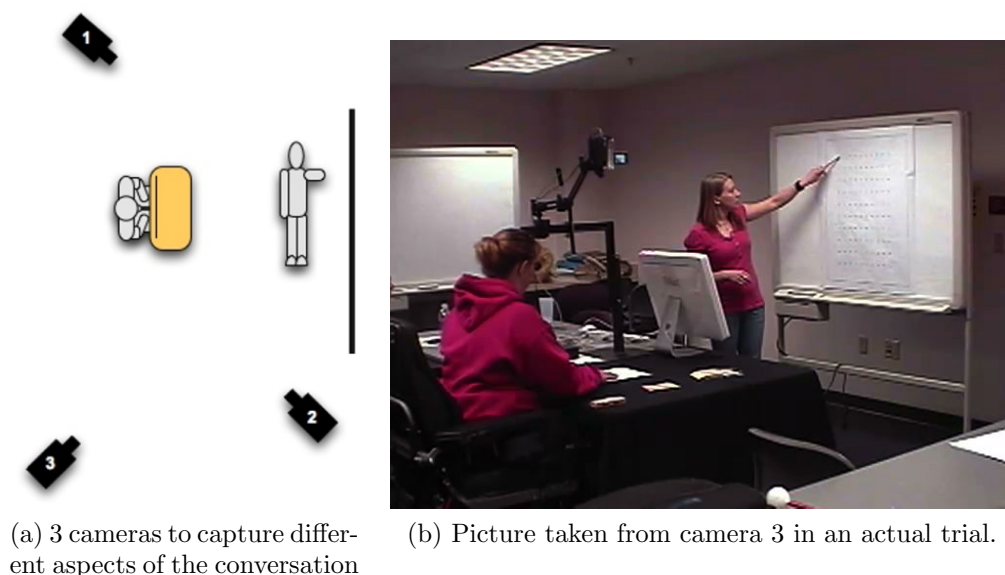 1
2
3
(a) 3 cameras to capture differ-
ent aspects of the conversation
(b) Picture taken from camera 3 in an actual trial.